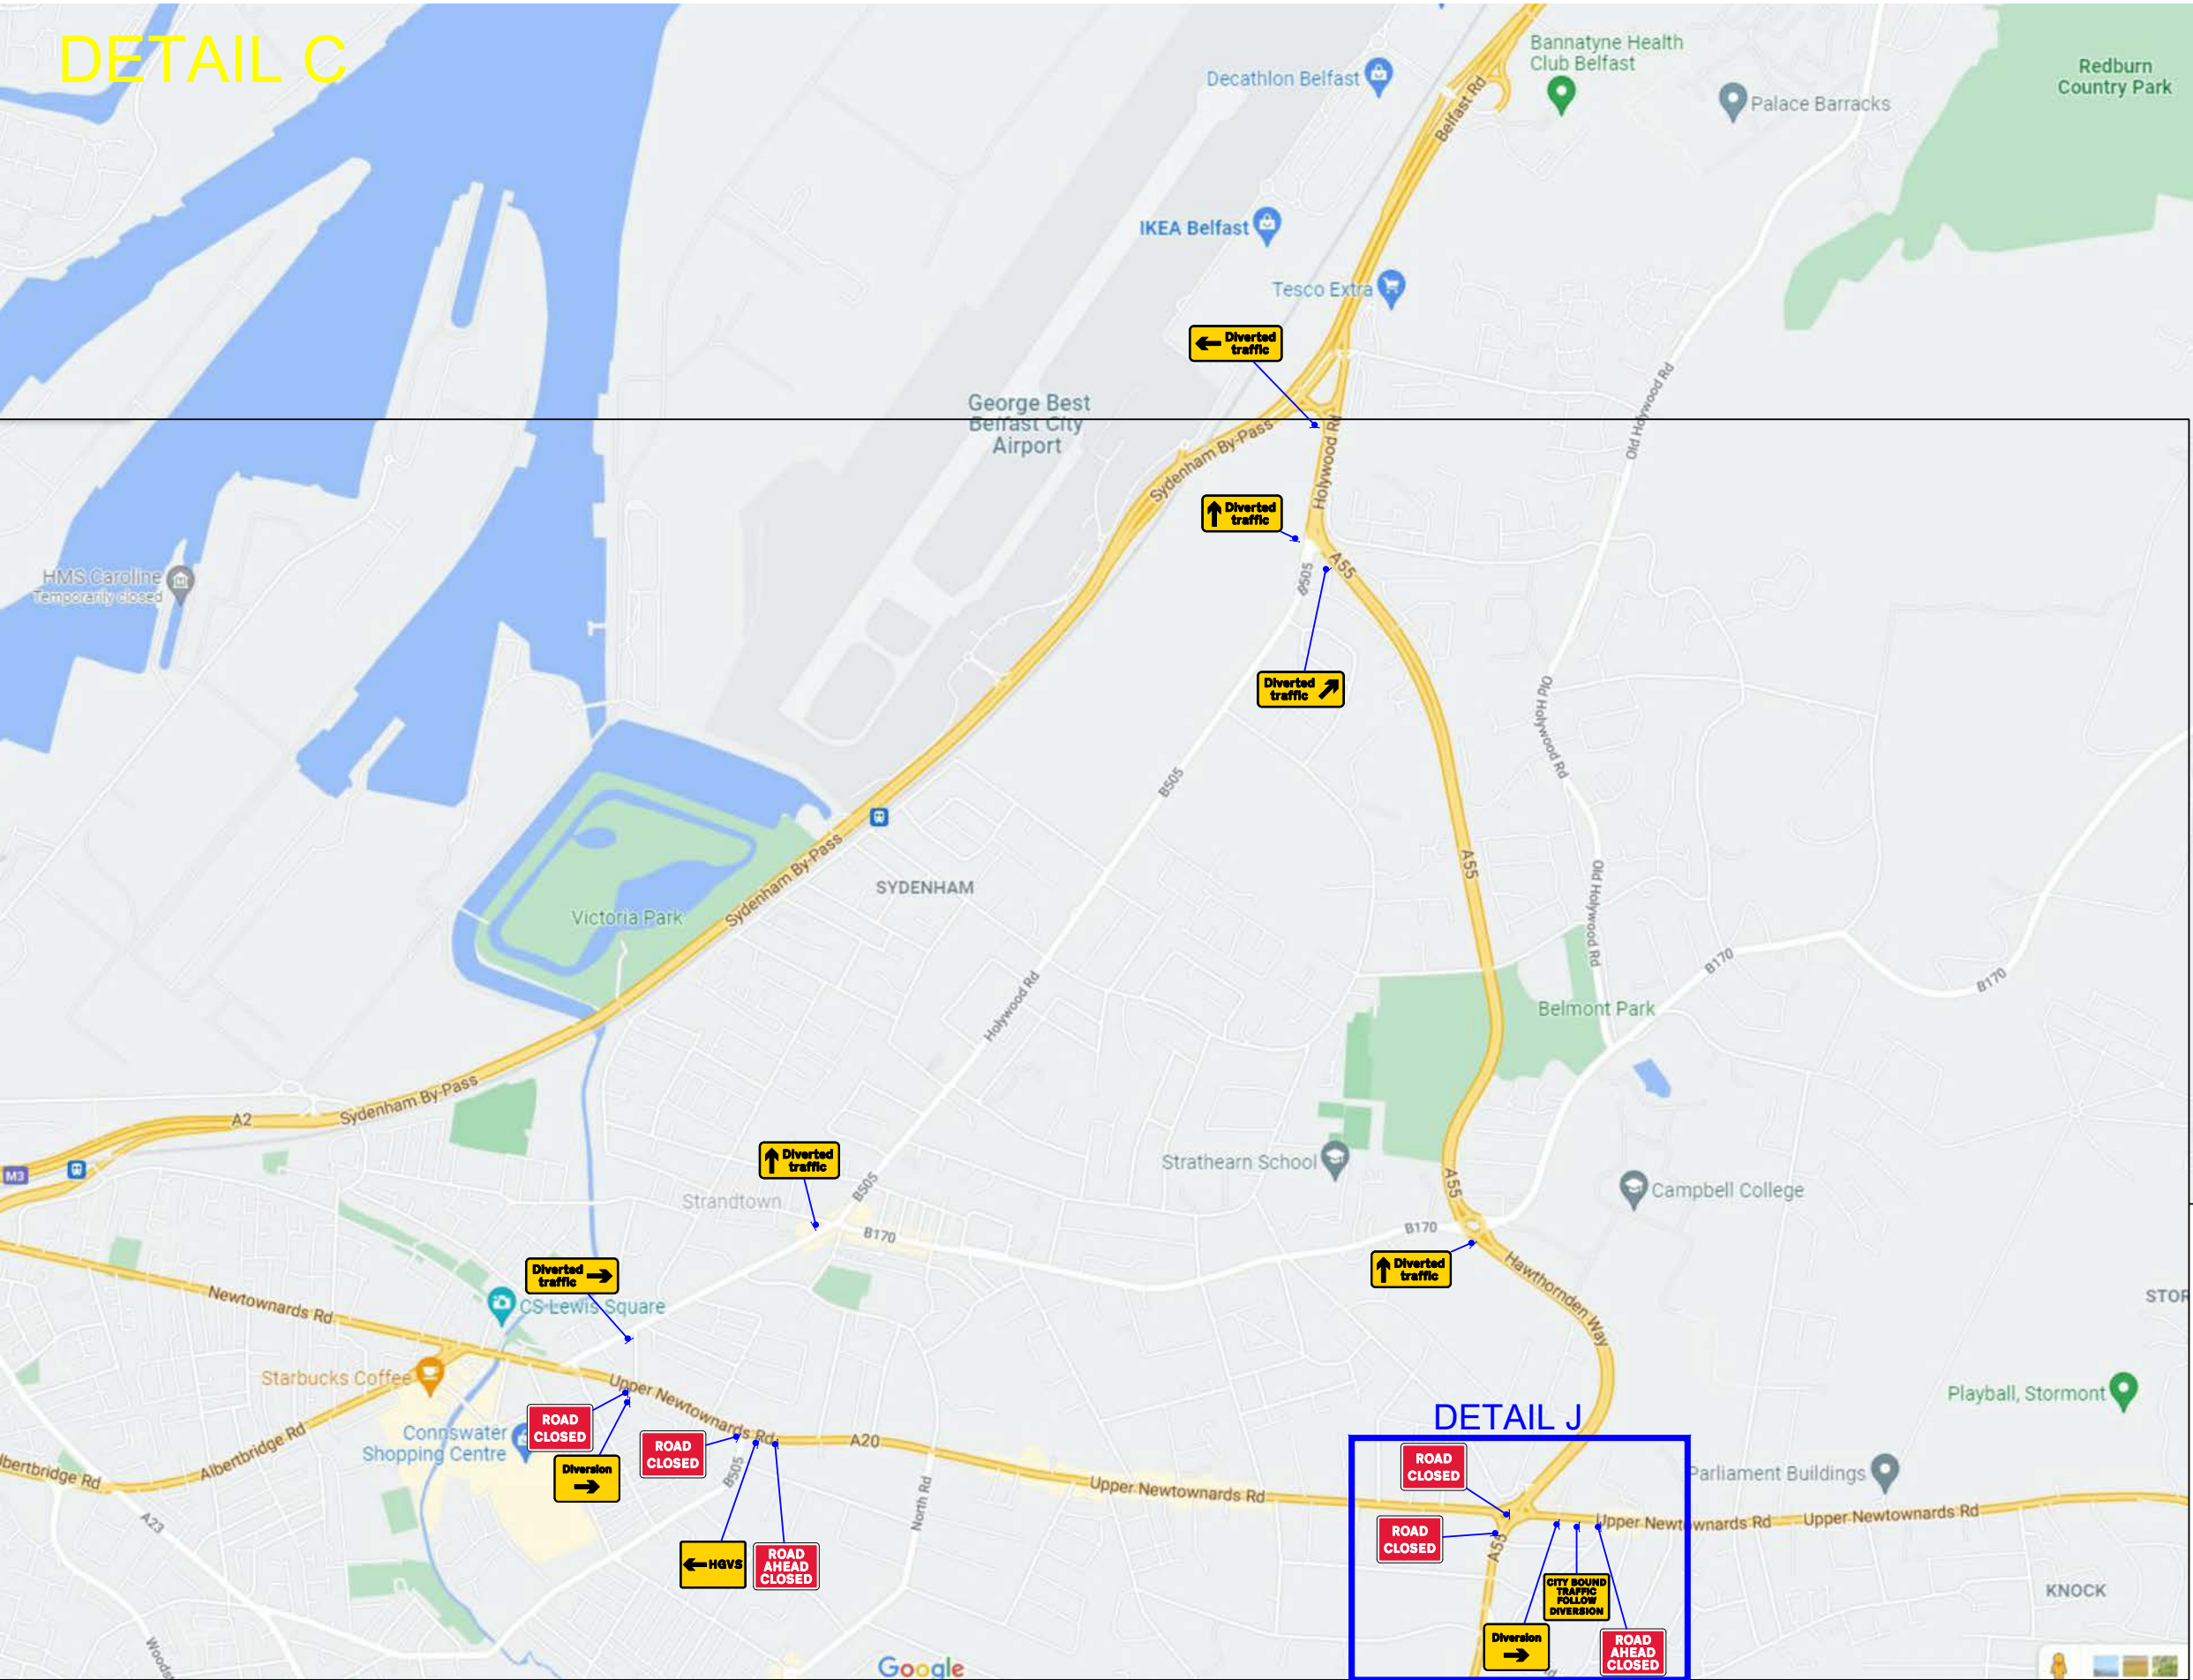 DETAIL C
Bannatyne Health
Club Belfast
Decathlon Belfast
Redburn
Country Park
Belfast Rd
Palace Barracks
IKEA Belfast
Tesco Extra
Diverted
traffic
George Best
Belfast City
Airport
Sydenham By-Pass
Holywood Rd
Old Holywood Rd
Diverted
traffic
HMS Caroline
Temporarily closed
B505
A55
Diverted
traffic
Old Holywood Rd
B505
A55
Old Holywood Rd
SYDENHAM
Victoria Park
Sydenham By-Pass
B170
B170
Holywood Rd
Belmont Park
A2
Sydenham By-Pass
M3
Diverted
traffic
Strathearn School
A55
Campbell College
Strandtown
B505
B170
B170
Diverted
traffic
Diverted
traffic
Hawthornden Way
Newtownards Rd
CS Lewis Square
STOR
Starbucks Coffee
Upper Newtownards Rd
Playball, Stormont
Albertbridge Rd
ROAD
CLOSED
Connswater
Shopping Centre
ROAD
CLOSED
A20
DETAIL J
ROAD
CLOSED
Parliament Buildings
lbertbridge Rd
Diversion
B505
North Rd
Upper Newtownards Rd
Upper Newtownards Rd
Upper Newtownards Rd
A23
ROAD
CLOSED
A55
HGVS
ROAD
AHEAD
CLOSED
CITY BOUND
TRAFFIC
FOLLOW
DIVERSION
KNOCK
Diversion
ROAD
AHEAD
CLOSED
Woodst
Google